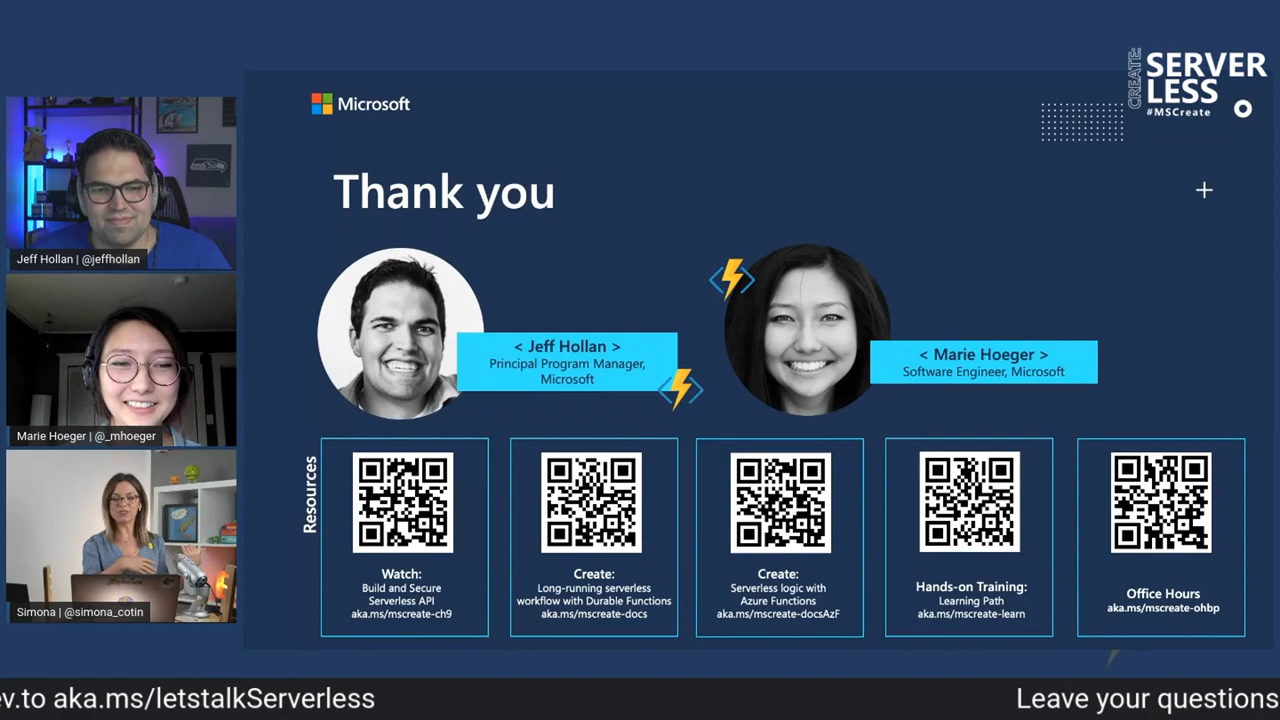 CREATE:
SERVER
LESS
#MSCreate
Microsoft
Thank you
Jeff Hollan | @jeffhollan
Marie Hoeger | @_mhoeger
Simona | @simona_cotin
< Jeff Hollan >
Principal Program Manager,
Microsoft
< Marie Hoeger >
Software Engineer, Microsoft
Resources
Watch:
Build and Secure
Serverless API
aka.ms/mscreate-ch9
Create:
Long-running serverless
workflow with Durable Functions
aka.ms/mscreate-docs
Create:
Serverless logic with
Azure Functions
aka.ms/mscreate-docsAzF
Hands-on Training:
Learning Path
aka.ms/mscreate-learn
Office Hours
aka.ms/mscreate-ohbp
ev.to aka.ms/letstalkServerless
Leave your questions